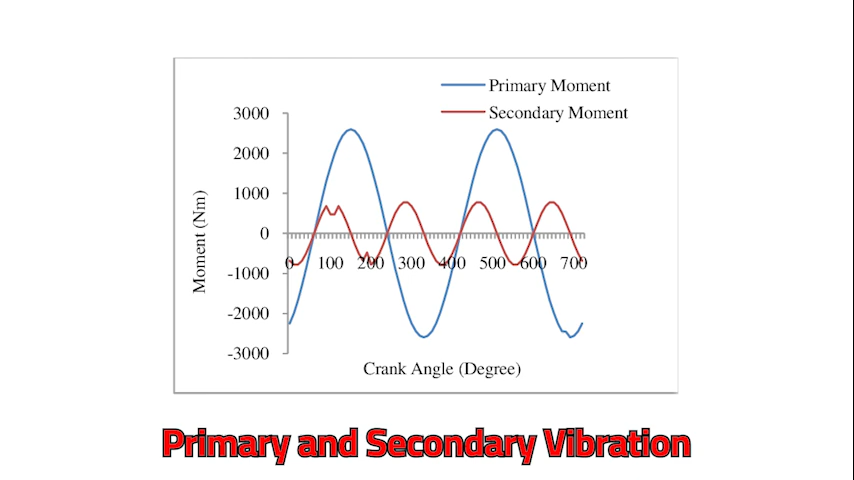 Primary Moment
Secondary Moment
3000
2000
1000
0
-1000
-2000
-3000
Moment (Nm)
0 100 200 300 400 500 600 700
Crank Angle (Degree)
Primary and Secondary Vibration